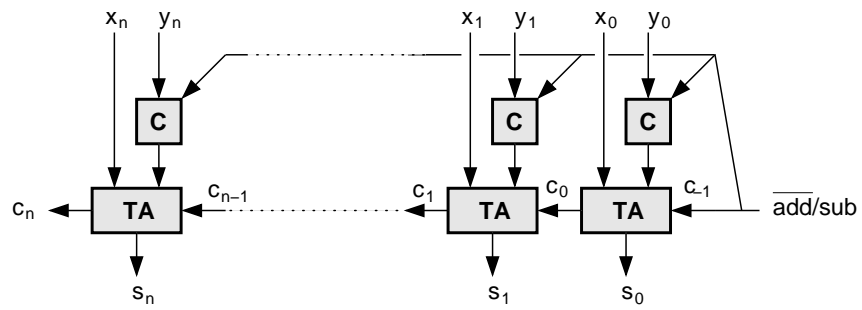 xₙ yₙ x₁ y₁ x₀ y₀
C C C
cₙ TA cₙ₋₁ c₁ TA c₀ TA c₋₁ a̅d̅d̅/sub
sₙ s₁ s₀